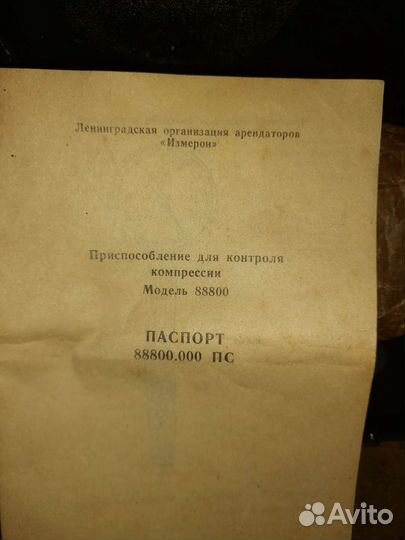 Ленинградская организация арендаторов
«Измерон»
Приспособление для контроля
компрессии
Модель 88800
ПАСПОРТ
88800.000 ПС
Avito